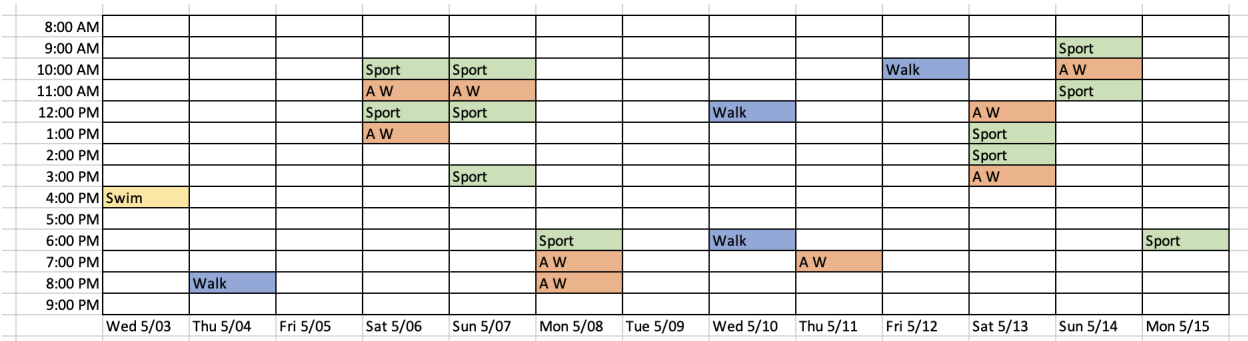 8:00 AM
9:00 AM Sport
10:00 AM Sport Sport Walk A W
11:00 AM A W A W Sport
12:00 PM Sport Sport Walk A W
1:00 PM A W Sport
2:00 PM Sport
3:00 PM Sport A W
4:00 PM Swim
5:00 PM
6:00 PM Sport Walk Sport
7:00 PM A W A W
8:00 PM Walk A W
9:00 PM
Wed 5/03 Thu 5/04 Fri 5/05 Sat 5/06 Sun 5/07 Mon 5/08 Tue 5/09 Wed 5/10 Thu 5/11 Fri 5/12 Sat 5/13 Sun 5/14 Mon 5/15